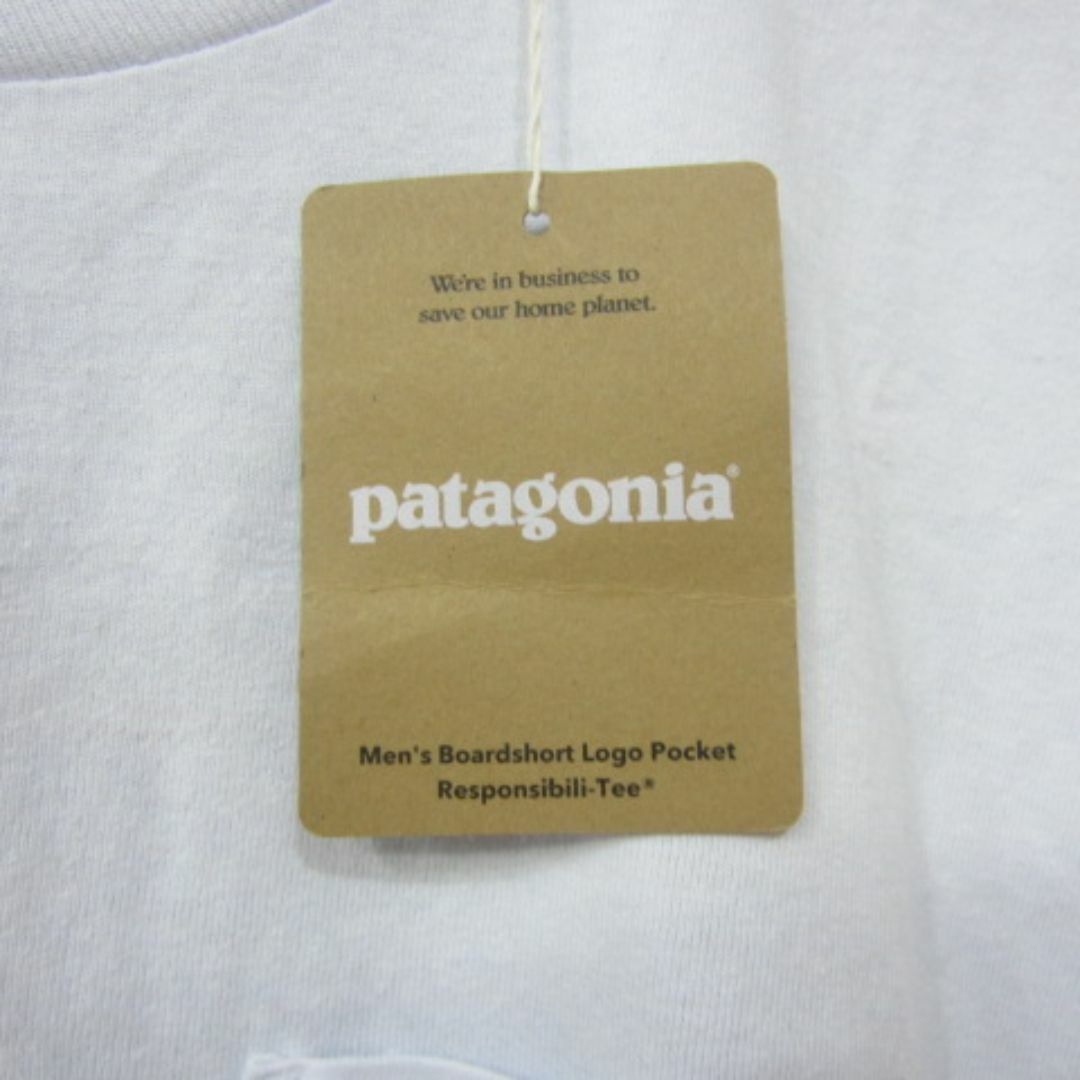 We're in business to
save our home planet.
patagonia®
Men's Boardshort Logo Pocket
Responsibili-Tee®